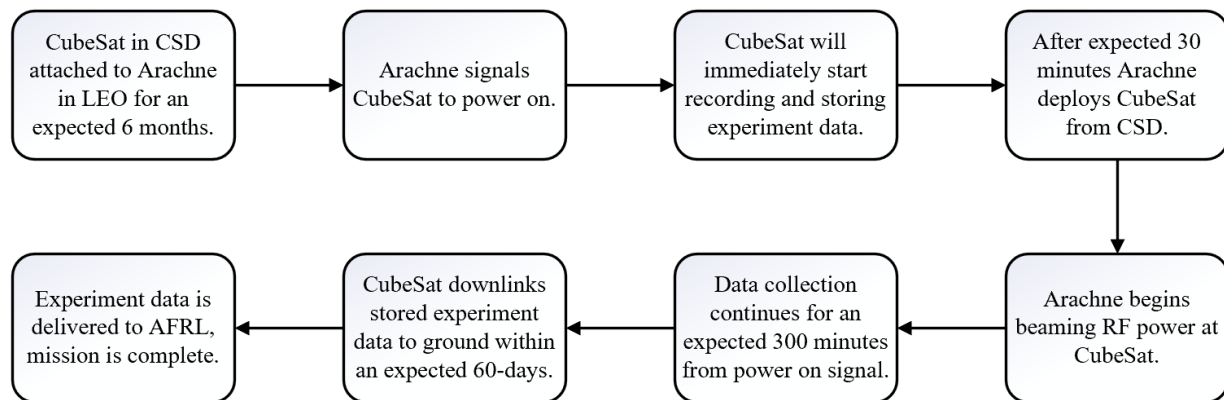 CubeSat in CSD
attached to Arachne
in LEO for an
expected 6 months.
Arachne signals
CubeSat to power on.
CubeSat will
immediately start
recording and storing
experiment data.
After expected 30
minutes Arachne
deploys CubeSat
from CSD.
Arachne begins
beaming RF power at
CubeSat.
Data collection
continues for an
expected 300 minutes
from power on signal.
CubeSat downlinks
stored experiment
data to ground within
an expected 60-days.
Experiment data is
delivered to AFRL,
mission is complete.